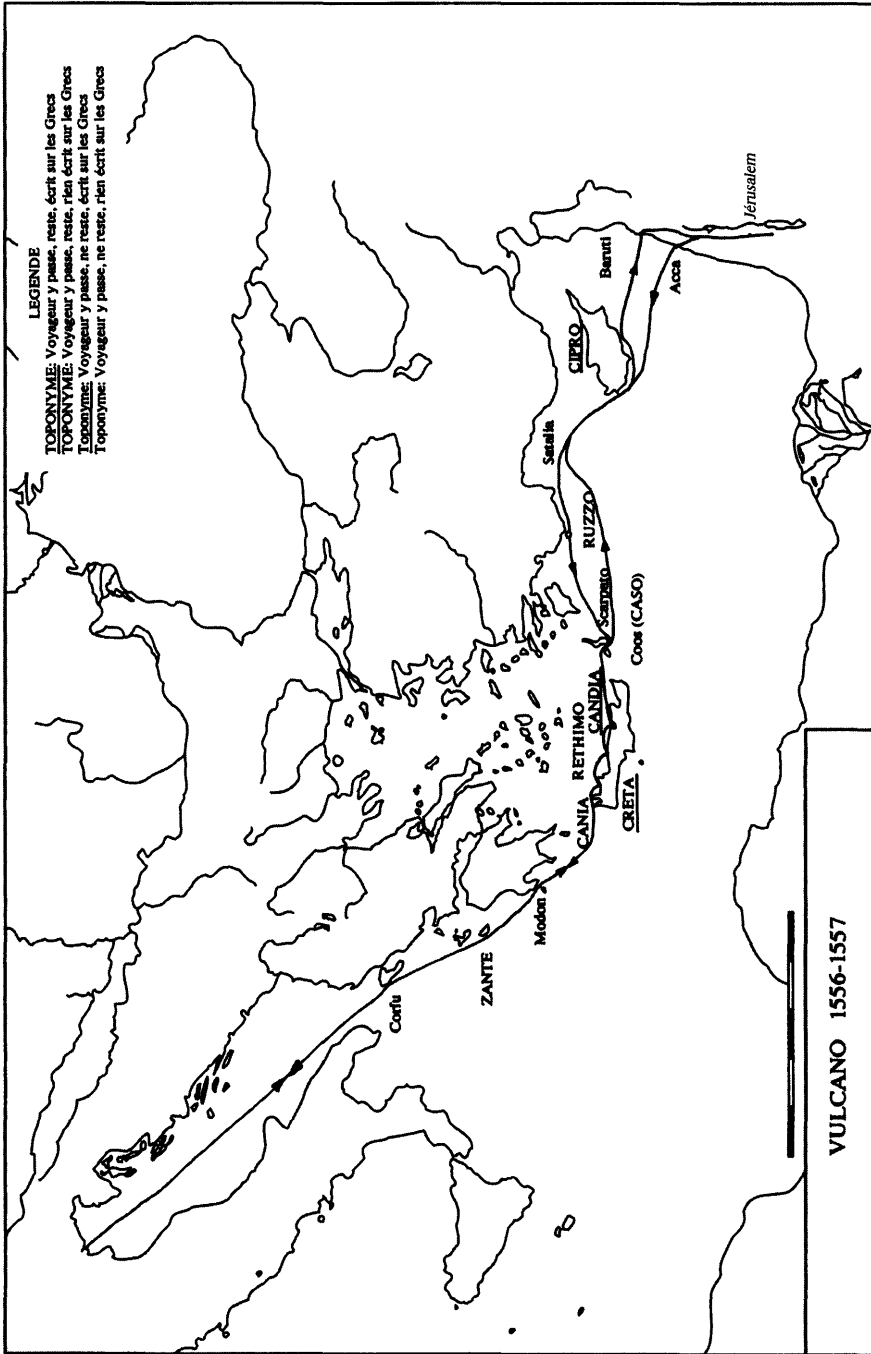 LEGENDE
TOPONYME: Voyageur y passe, reste, écrit sur les Grecs
TOPONYME: Voyageur y passe, reste, rien écrit sur les Grecs
Toponyme: Voyageur y passe, ne reste, écrit sur les Grecs
Toponyme: Voyageur y passe, ne reste, rien écrit sur les Grecs
Corfu
ZANTE
Modon
CANIA
RETHIMO
CRETA
CANDIA
Scarpato
Coos (CASO)
RUZZO
Satalia
CIPRO
Baruti
Acca
Jérusalem
VULCANO 1556-1557